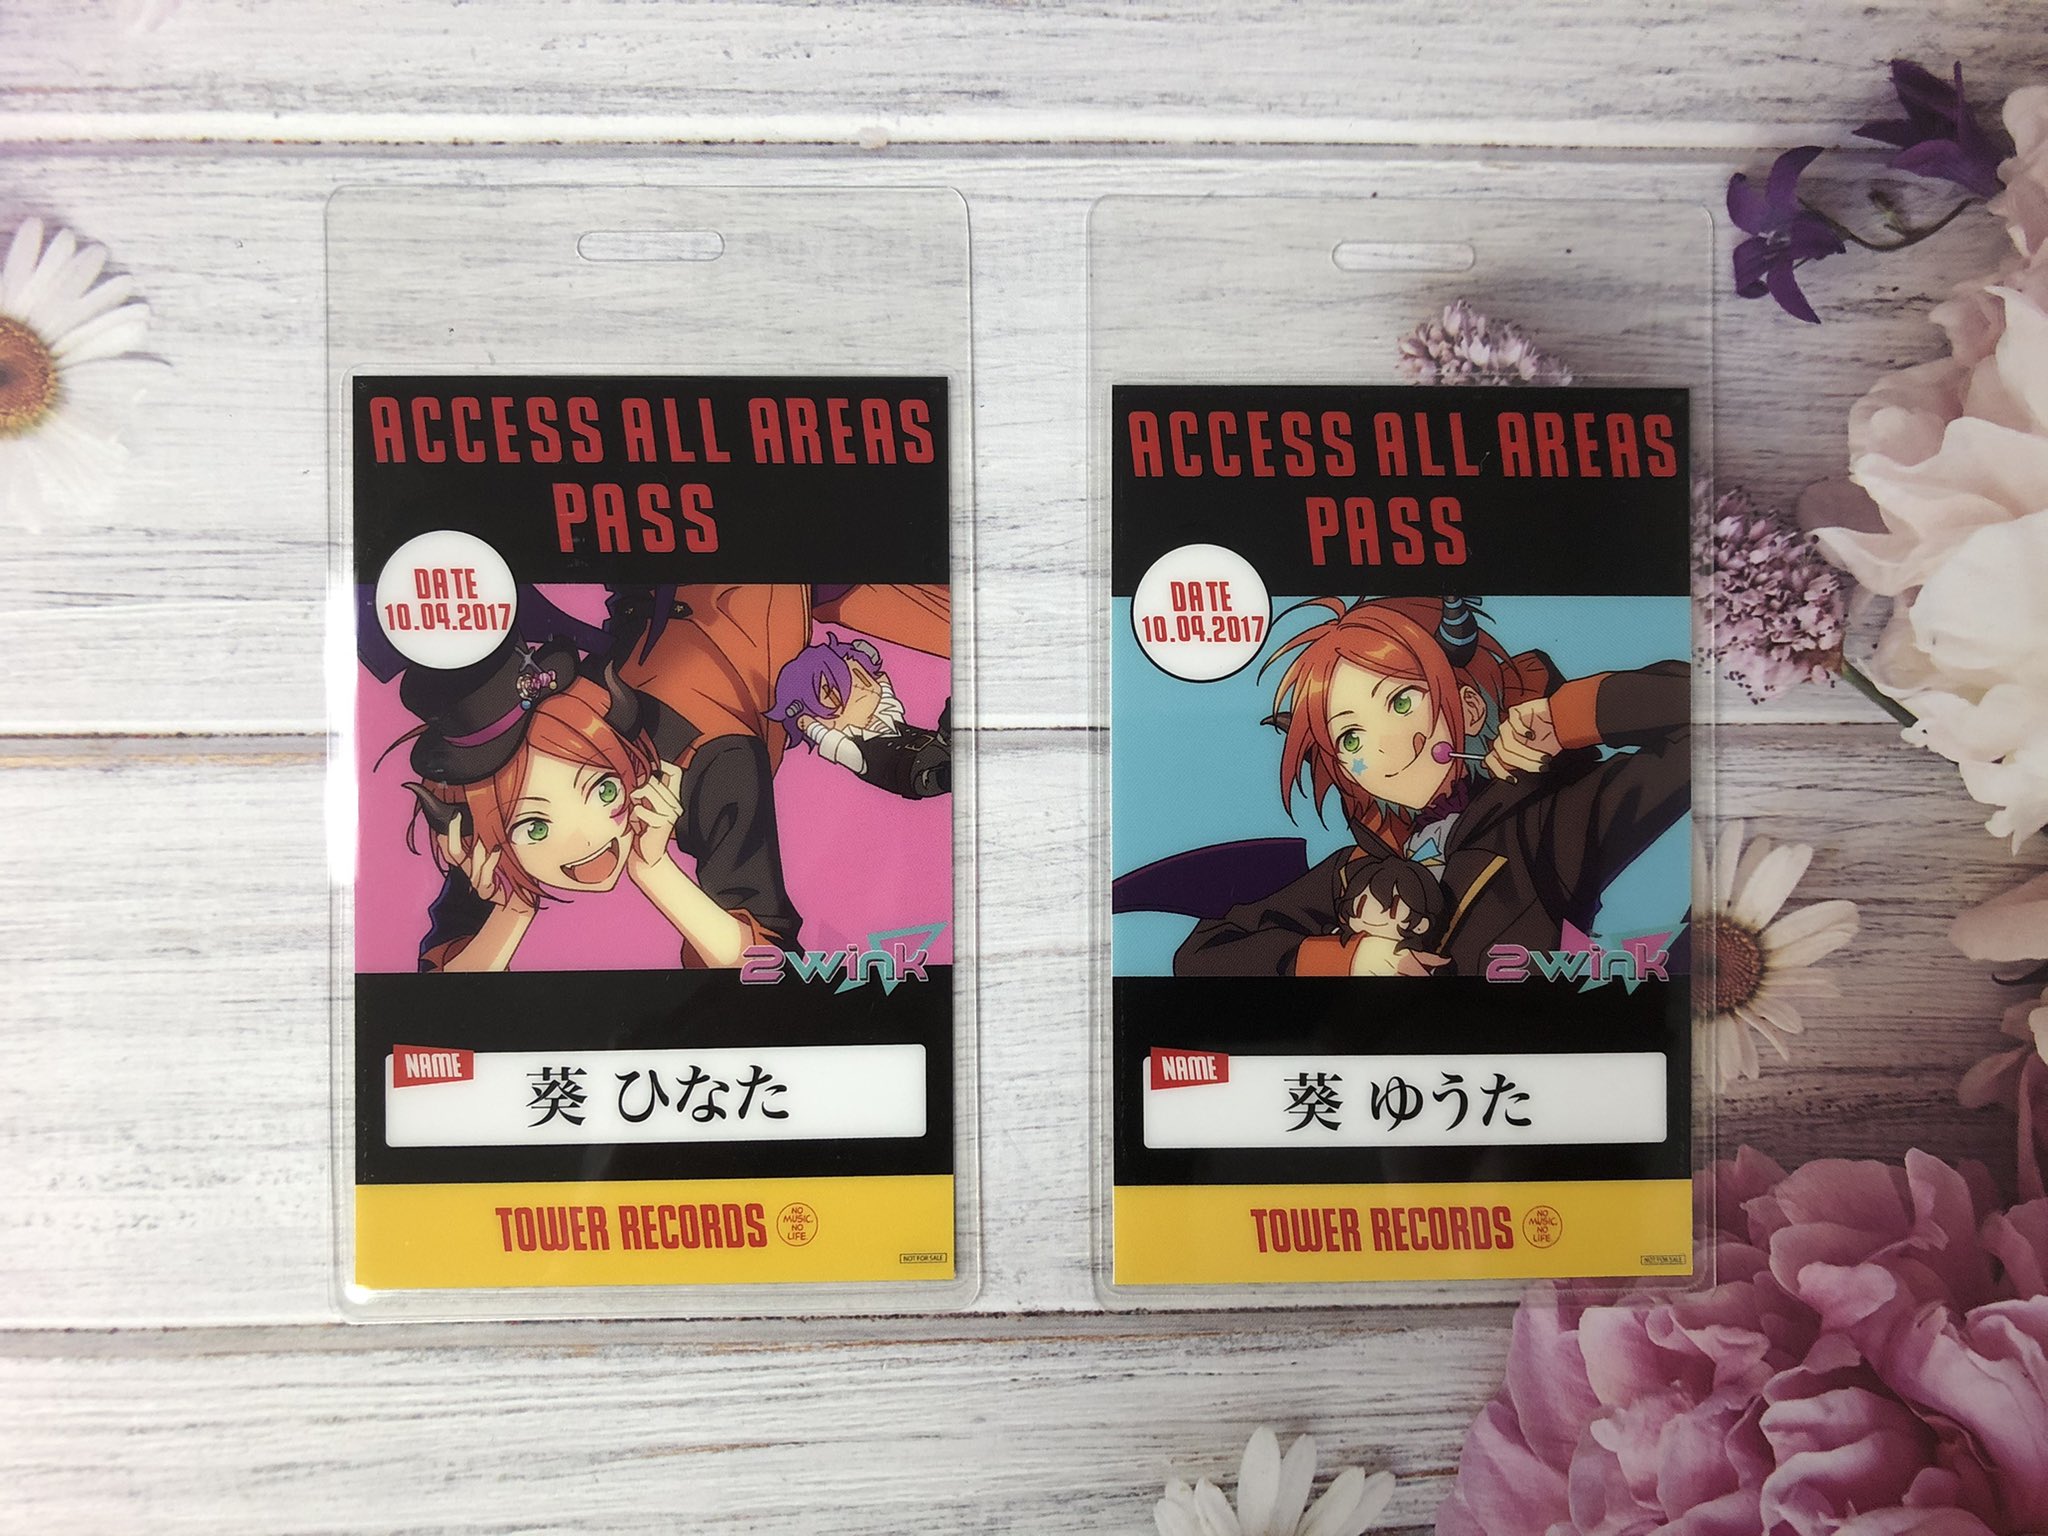 ACCESS ALL AREAS
PASS
DATE
10.04.2017
2wink
NAME
葵 ひなた
TOWER RECORDS
NO
MUSIC,
NO
LIFE.
NOT FOR SALE
ACCESS ALL AREAS
PASS
DATE
10.04.2017
2wink
NAME
葵 ゆうた
TOWER RECORDS
NO
MUSIC,
NO
LIFE.
NOT FOR SALE